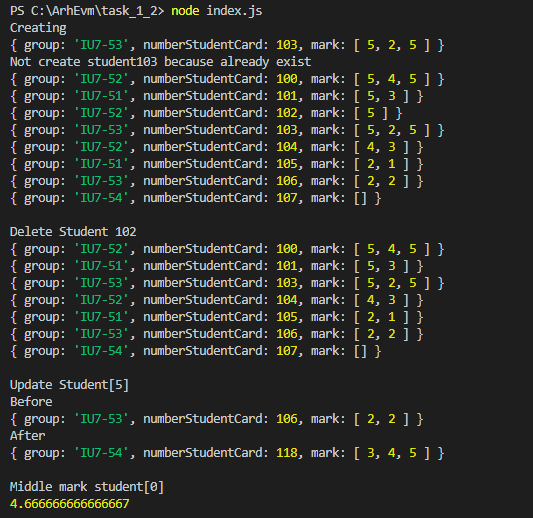 PS C:\ArhEvm\task_1_2> node index.js
Creating
{ group: 'IU7-53', numberStudentCard: 103, mark: [ 5, 2, 5 ] }
Not create student103 because already exist
{ group: 'IU7-52', numberStudentCard: 100, mark: [ 5, 4, 5 ] }
{ group: 'IU7-51', numberStudentCard: 101, mark: [ 5, 3 ] }
{ group: 'IU7-52', numberStudentCard: 102, mark: [ 5 ] }
{ group: 'IU7-53', numberStudentCard: 103, mark: [ 5, 2, 5 ] }
{ group: 'IU7-52', numberStudentCard: 104, mark: [ 4, 3 ] }
{ group: 'IU7-51', numberStudentCard: 105, mark: [ 2, 1 ] }
{ group: 'IU7-53', numberStudentCard: 106, mark: [ 2, 2 ] }
{ group: 'IU7-54', numberStudentCard: 107, mark: [] }

Delete Student 102
{ group: 'IU7-52', numberStudentCard: 100, mark: [ 5, 4, 5 ] }
{ group: 'IU7-51', numberStudentCard: 101, mark: [ 5, 3 ] }
{ group: 'IU7-53', numberStudentCard: 103, mark: [ 5, 2, 5 ] }
{ group: 'IU7-52', numberStudentCard: 104, mark: [ 4, 3 ] }
{ group: 'IU7-51', numberStudentCard: 105, mark: [ 2, 1 ] }
{ group: 'IU7-53', numberStudentCard: 106, mark: [ 2, 2 ] }
{ group: 'IU7-54', numberStudentCard: 107, mark: [] }

Update Student[5]
Before
{ group: 'IU7-53', numberStudentCard: 106, mark: [ 2, 2 ] }
After
{ group: 'IU7-54', numberStudentCard: 118, mark: [ 3, 4, 5 ] }

Middle mark student[0]
4.666666666666667